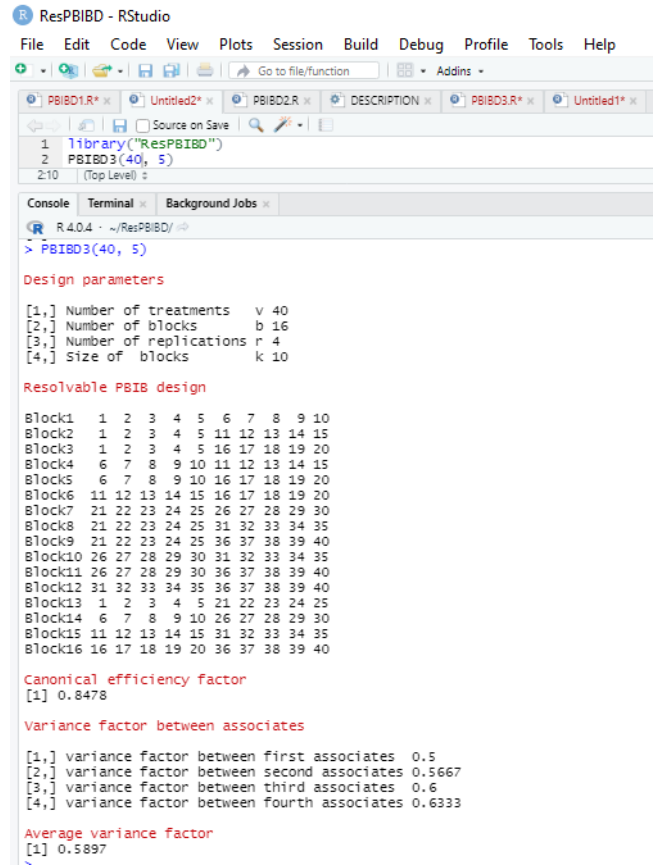 ResPBIBD - RStudio
File Edit Code View Plots Session Build Debug Profile Tools Help
Go to file/function Addins
PBIBD1.R* Untitled2* PBIBD2.R DESCRIPTION PBIBD3.R* Untitled1*
Source on Save
1 library("ResPBIBD")
2 PBIBD3(40, 5)
2:10 (Top Level)
Console Terminal Background Jobs
R 4.0.4 · ~/ResPBIBD/
> PBIBD3(40, 5)
Design parameters
[1,] Number of treatments v 40
[2,] Number of blocks b 16
[3,] Number of replications r 4
[4,] Size of blocks k 10
Resolvable PBIB design
Block1 1 2 3 4 5 6 7 8 9 10
Block2 1 2 3 4 5 11 12 13 14 15
Block3 1 2 3 4 5 16 17 18 19 20
Block4 6 7 8 9 10 11 12 13 14 15
Block5 6 7 8 9 10 16 17 18 19 20
Block6 11 12 13 14 15 16 17 18 19 20
Block7 21 22 23 24 25 26 27 28 29 30
Block8 21 22 23 24 25 31 32 33 34 35
Block9 21 22 23 24 25 36 37 38 39 40
Block10 26 27 28 29 30 31 32 33 34 35
Block11 26 27 28 29 30 36 37 38 39 40
Block12 31 32 33 34 35 36 37 38 39 40
Block13 1 2 3 4 5 21 22 23 24 25
Block14 6 7 8 9 10 26 27 28 29 30
Block15 11 12 13 14 15 31 32 33 34 35
Block16 16 17 18 19 20 36 37 38 39 40
Canonical efficiency factor
[1] 0.8478
Variance factor between associates
[1,] variance factor between first associates 0.5
[2,] variance factor between second associates 0.5667
[3,] variance factor between third associates 0.6
[4,] variance factor between fourth associates 0.6333
Average variance factor
[1] 0.5897
>